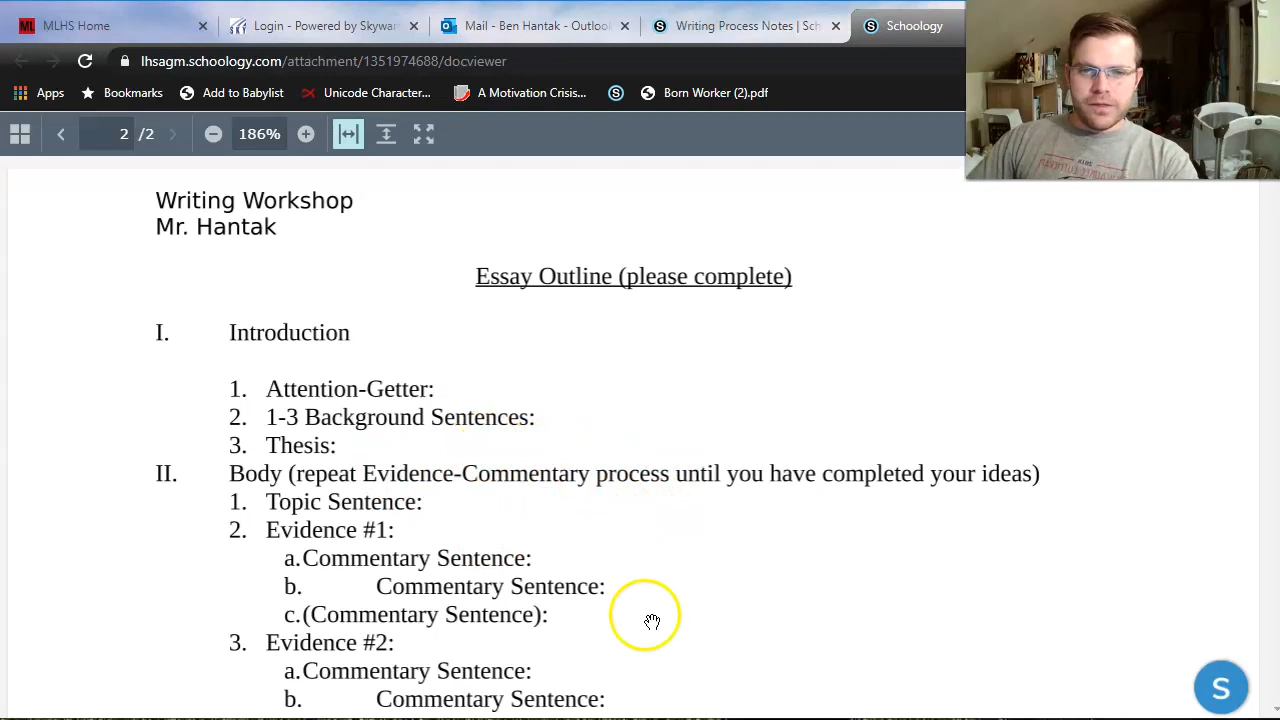 MLHS Home
Login - Powered by Skywar
Mail - Ben Hantak - Outlook
Writing Process Notes | Sch
Schoology
lhsagm.schoology.com/attachment/1351974688/docviewer
Apps
Bookmarks
Add to Babylist
Unicode Character...
A Motivation Crisis...
Born Worker (2).pdf
2 /2
186%
Writing Workshop
Mr. Hantak
Essay Outline (please complete)
I. Introduction
1. Attention-Getter:
2. 1-3 Background Sentences:
3. Thesis:
II. Body (repeat Evidence-Commentary process until you have completed your ideas)
1. Topic Sentence:
2. Evidence #1:
a. Commentary Sentence:
b. Commentary Sentence:
c. (Commentary Sentence):
3. Evidence #2:
a. Commentary Sentence:
b. Commentary Sentence:
S